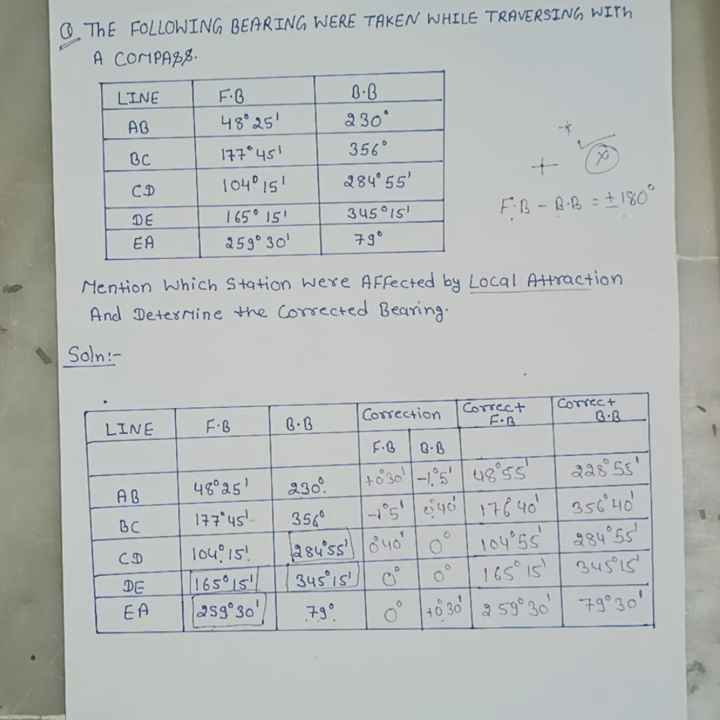 Q THE FOLLOWING BEARING WERE TAKEN WHILE TRAVERSING WITH
A COMPASS.
LINE F.B B.B
AB 48°25' 230°
BC 177°45' 356°
CD 104°15' 284°55'
DE 165°15' 345°15'
EA 259°30' 79°
F.B - B.B = ±180°
Mention Which Station Were Affected by Local Attraction
And Determine the Corrected Bearing.
Soln:-
LINE F.B B.B Correction Correct F.B Correct B.B
F.B B.B
AB 48°25' 230° +0°30' -1°5' 48°55' 228°55'
BC 177°45' 356° -1°5' 0°40' 176°40' 356°40'
CD 104°15' 284°55' 0°40' 0° 104°55' 284°55'
DE 165°15' 345°15' 0° 0° 165°15' 345°15'
EA 259°30' 79° 0° +0°30' 259°30' 79°30'